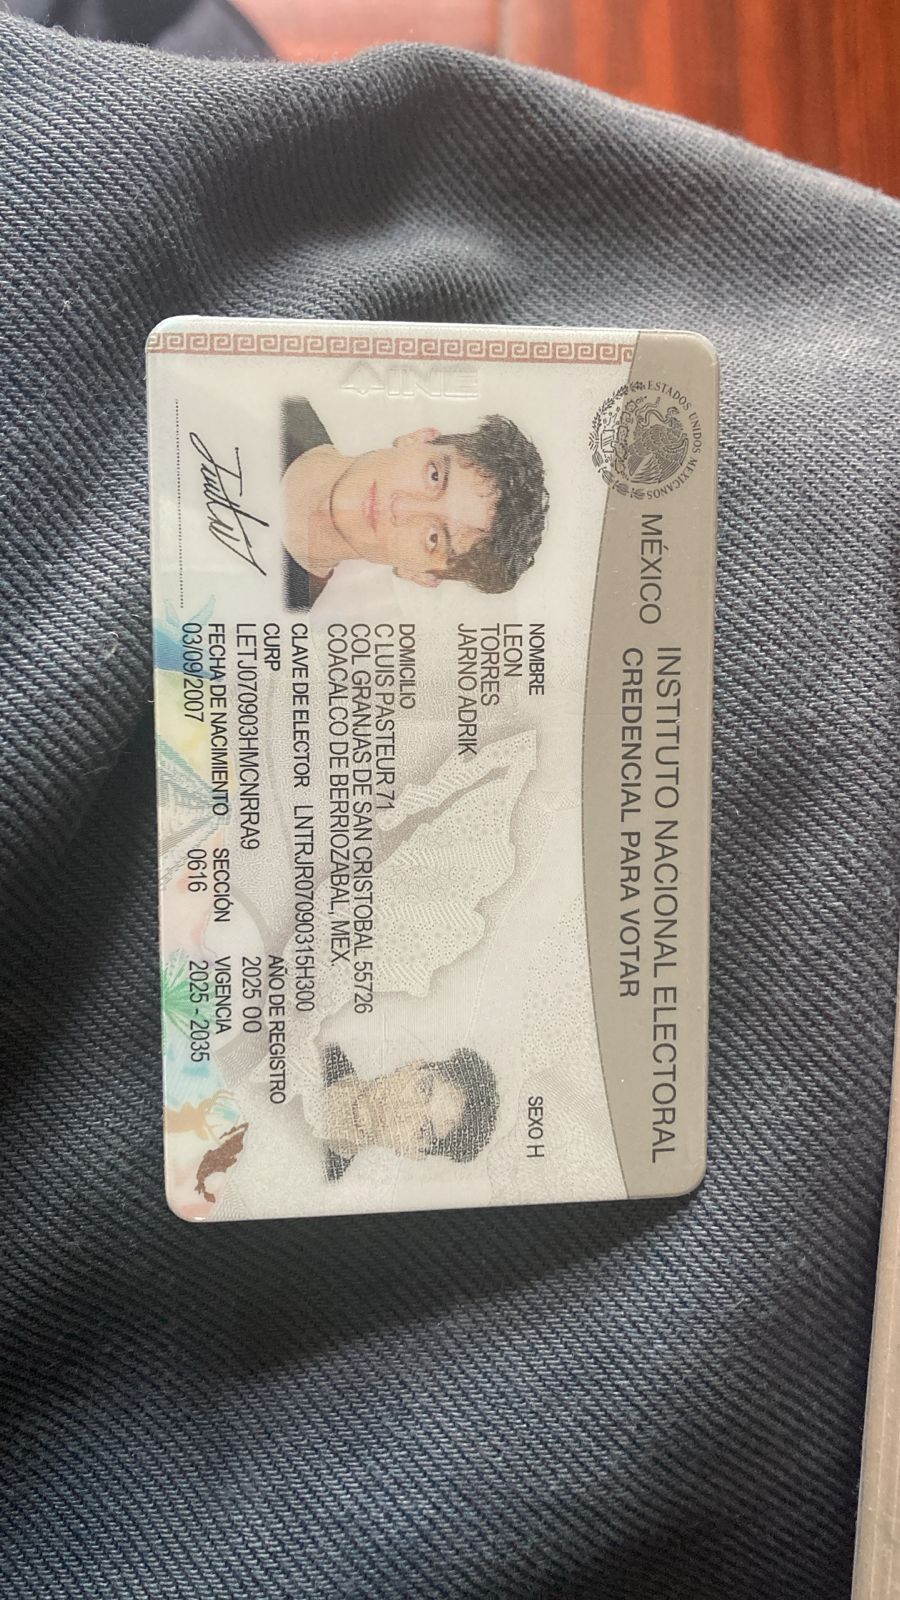 ESTADOS UNIDOS MEXICANOS
MÉXICO INSTITUTO NACIONAL ELECTORAL
CREDENCIAL PARA VOTAR
INE
NOMBRE
LEON
TORRES
JARNO ADRIK
SEXO H
DOMICILIO
C LUIS PASTEUR 71
COL GRANJAS DE SAN CRISTOBAL 55726
COACALCO DE BERRIOZABAL, MEX.
CLAVE DE ELECTOR LNTRJR07090315H300
CURP
LETJ070903HMCNRRA9
AÑO DE REGISTRO
2025 00
FECHA DE NACIMIENTO
03/09/2007
SECCIÓN
0616
VIGENCIA
2025 - 2035